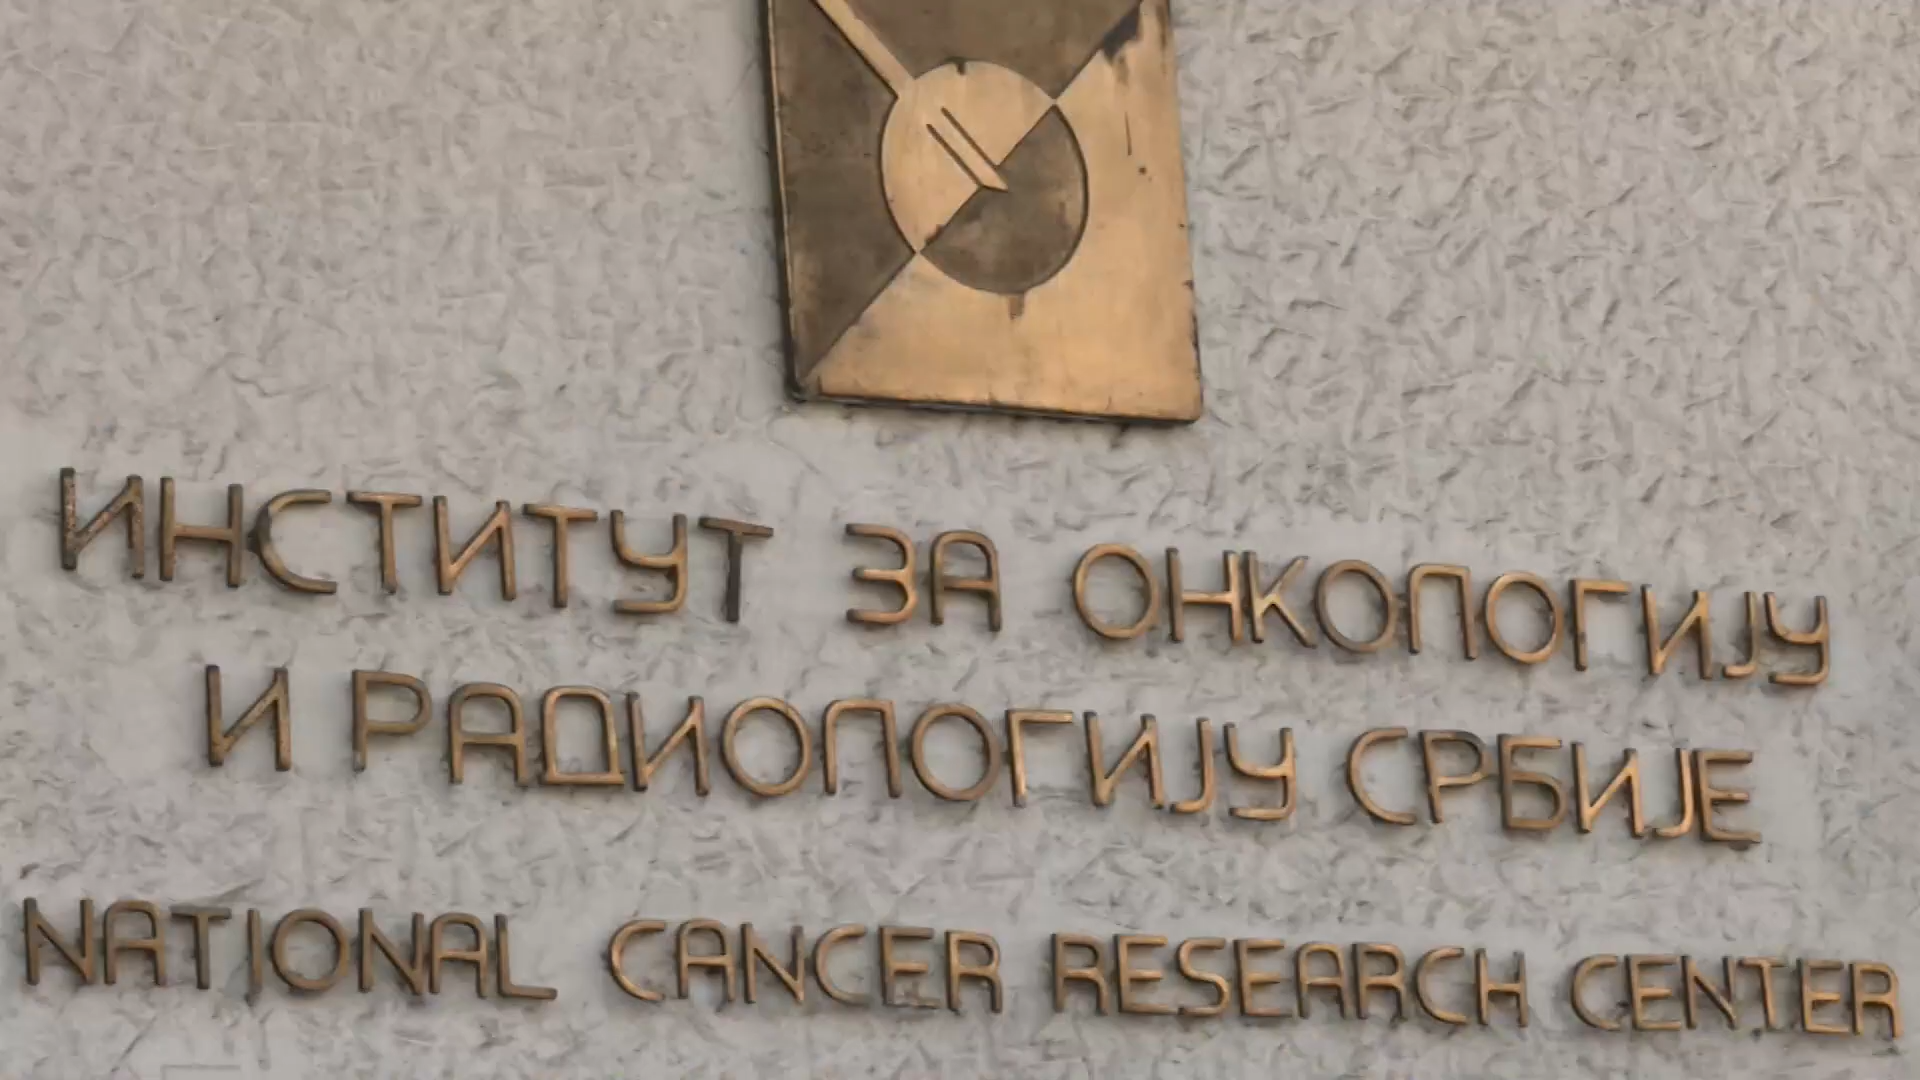 ИНСТИТУТ ЗА ОНКОЛОГИЈУ
И РАДИОЛОГИЈУ СРБИЈЕ
NATIONAL CANCER RESEARCH CENTER